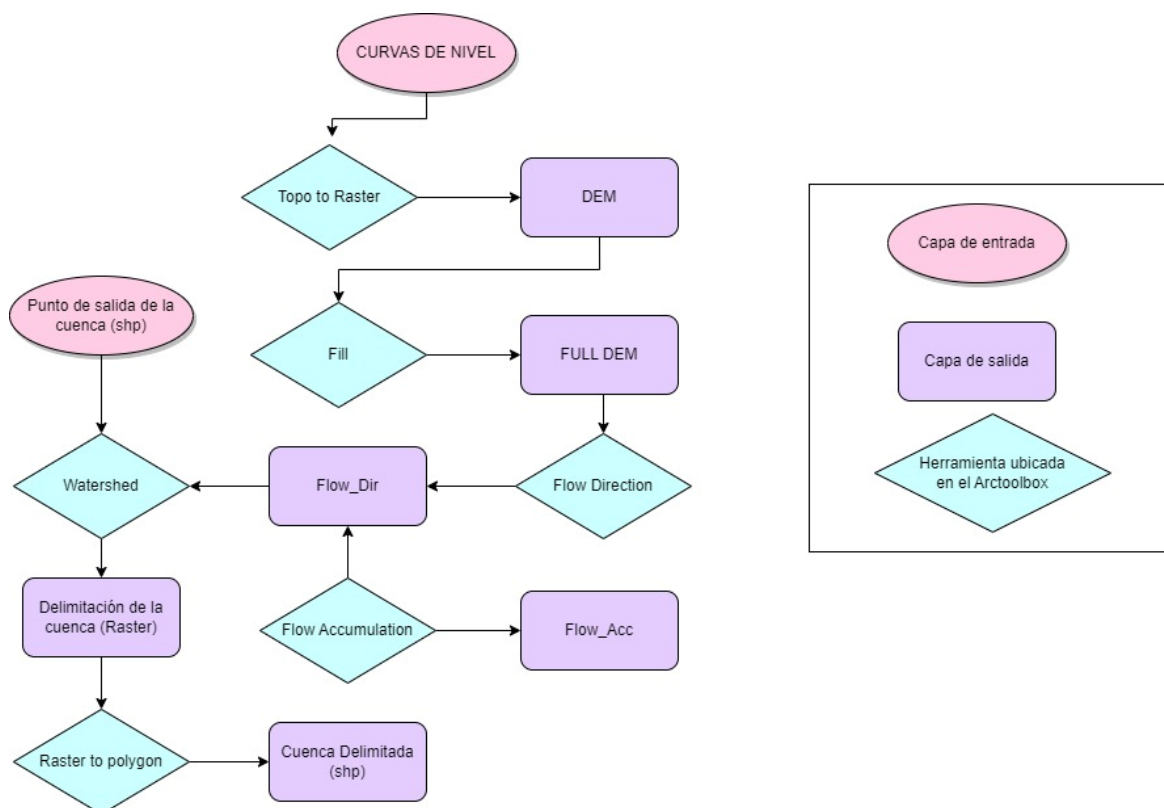 CURVAS DE NIVEL
Topo to Raster
DEM
Punto de salida de la
cuenca (shp)
Fill
FULL DEM
Watershed
Flow_Dir
Flow Direction
Delimitación de la
cuenca (Raster)
Flow Accumulation
Flow_Acc
Raster to polygon
Cuenca Delimitada
(shp)
Capa de entrada
Capa de salida
Herramienta ubicada
en el Arctoolbox